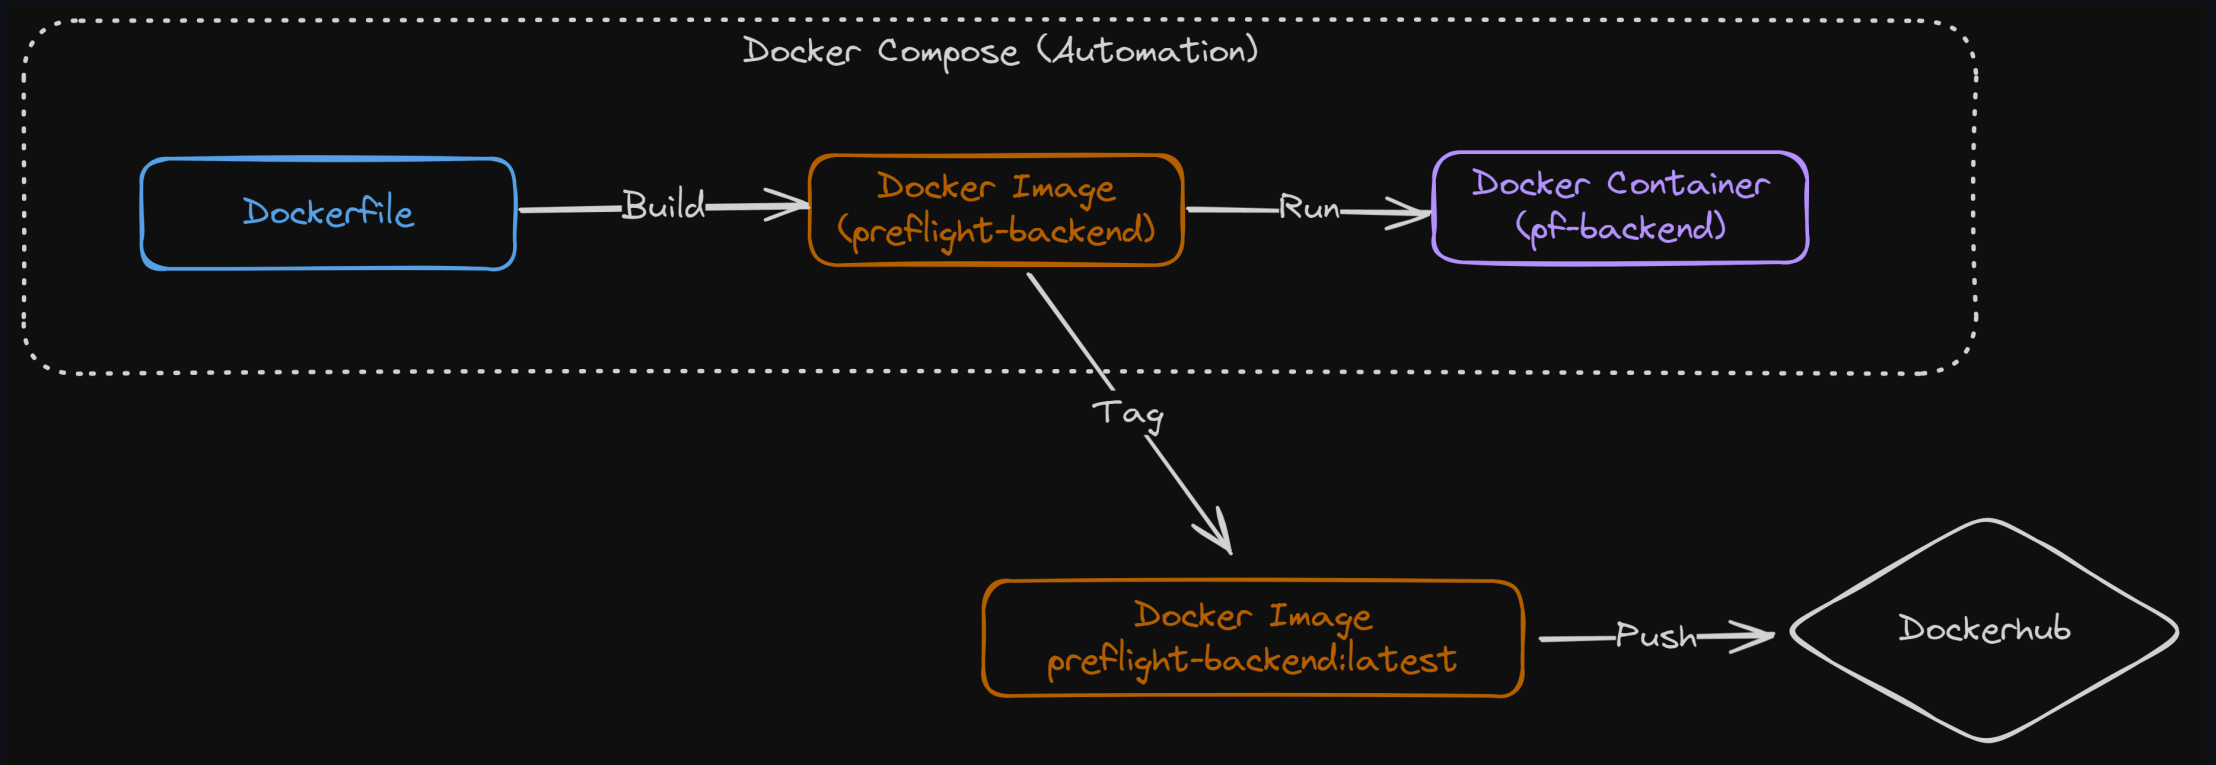 Docker Compose (Automation)
Dockerfile
Build
Docker Image
(preflight-backend)
Run
Docker Container
(pf-backend)
Tag
Docker Image
preflight-backend:latest
Push
Dockerhub